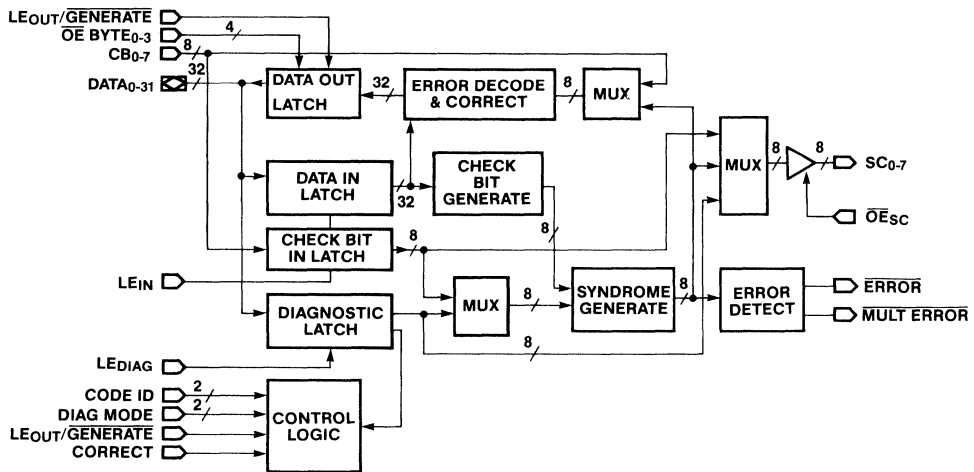 LEOUT/GENERATE
OE BYTE0-3
4
CB0-7
8
DATA0-31
32
DATA OUT
LATCH
32
ERROR DECODE
& CORRECT
8
MUX
MUX
8
8
SC0-7
OESC
DATA IN
LATCH
32
CHECK
BIT
GENERATE
8
CHECK BIT
IN LATCH
8
LEIN
DIAGNOSTIC
LATCH
MUX
8
SYNDROME
GENERATE
8
ERROR
DETECT
ERROR
MULT ERROR
8
LEDIAG
CODE ID
2
DIAG MODE
2
LEOUT/GENERATE
CORRECT
CONTROL
LOGIC